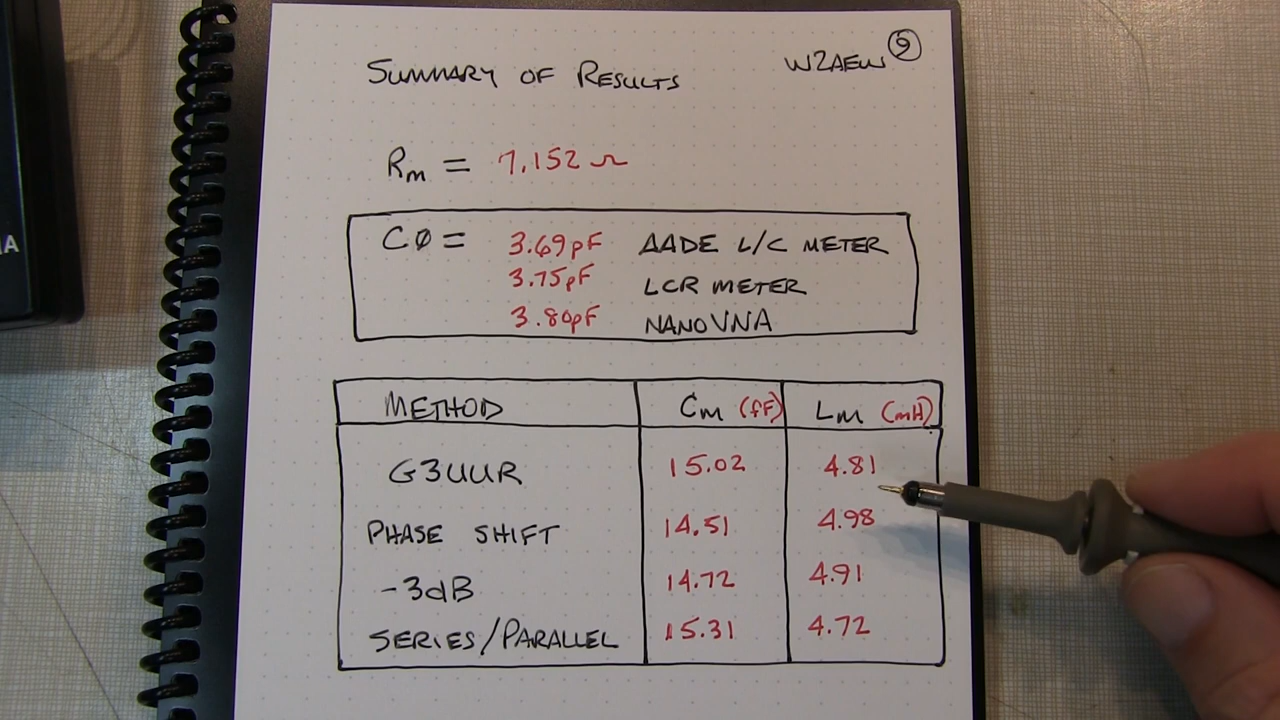 SUMMARY OF RESULTS
W2AEW 9
Rm = 7.152 Ω
CØ = 3.69pF AADE L/C METER
3.75pF LCR METER
3.80pF NANOVNA
METHOD Cm (fF) Lm (mH)
G3UUR 15.02 4.81
PHASE SHIFT 14.51 4.98
-3dB 14.72 4.91
SERIES/PARALLEL 15.31 4.72